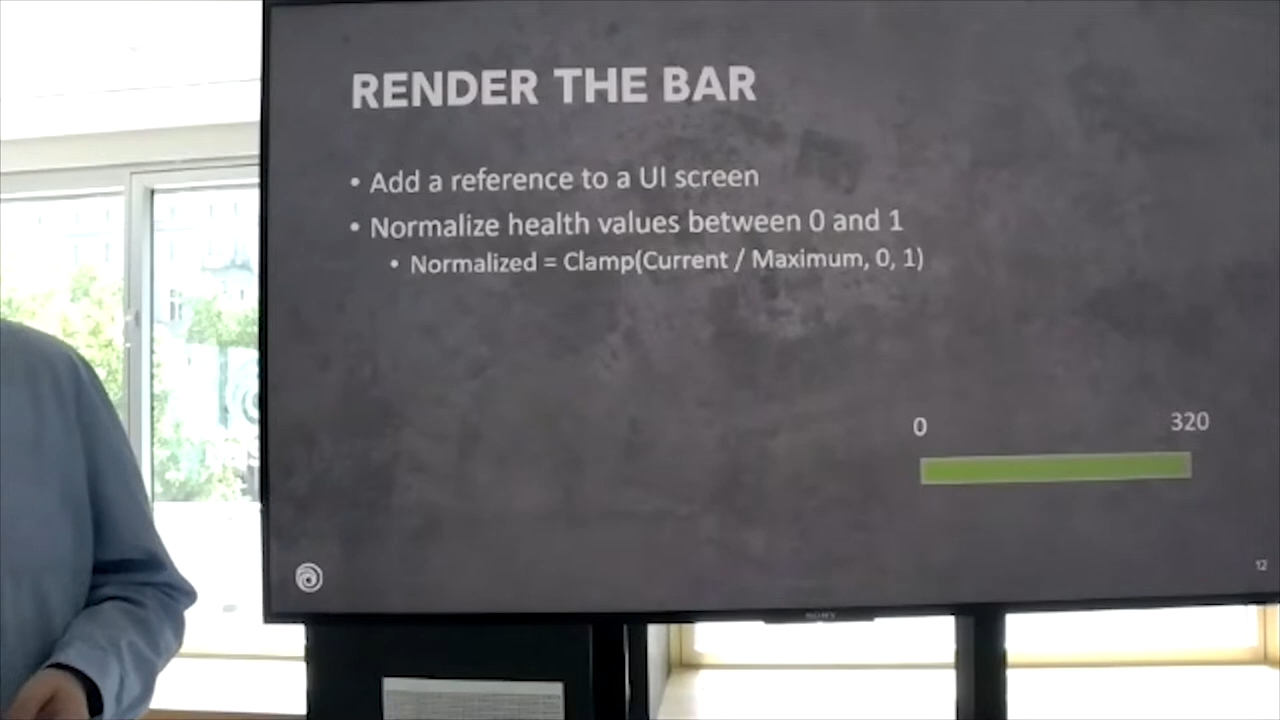 RENDER THE BAR
• Add a reference to a UI screen
• Normalize health values between 0 and 1
• Normalized = Clamp(Current / Maximum, 0, 1)
0 320
12
SONY